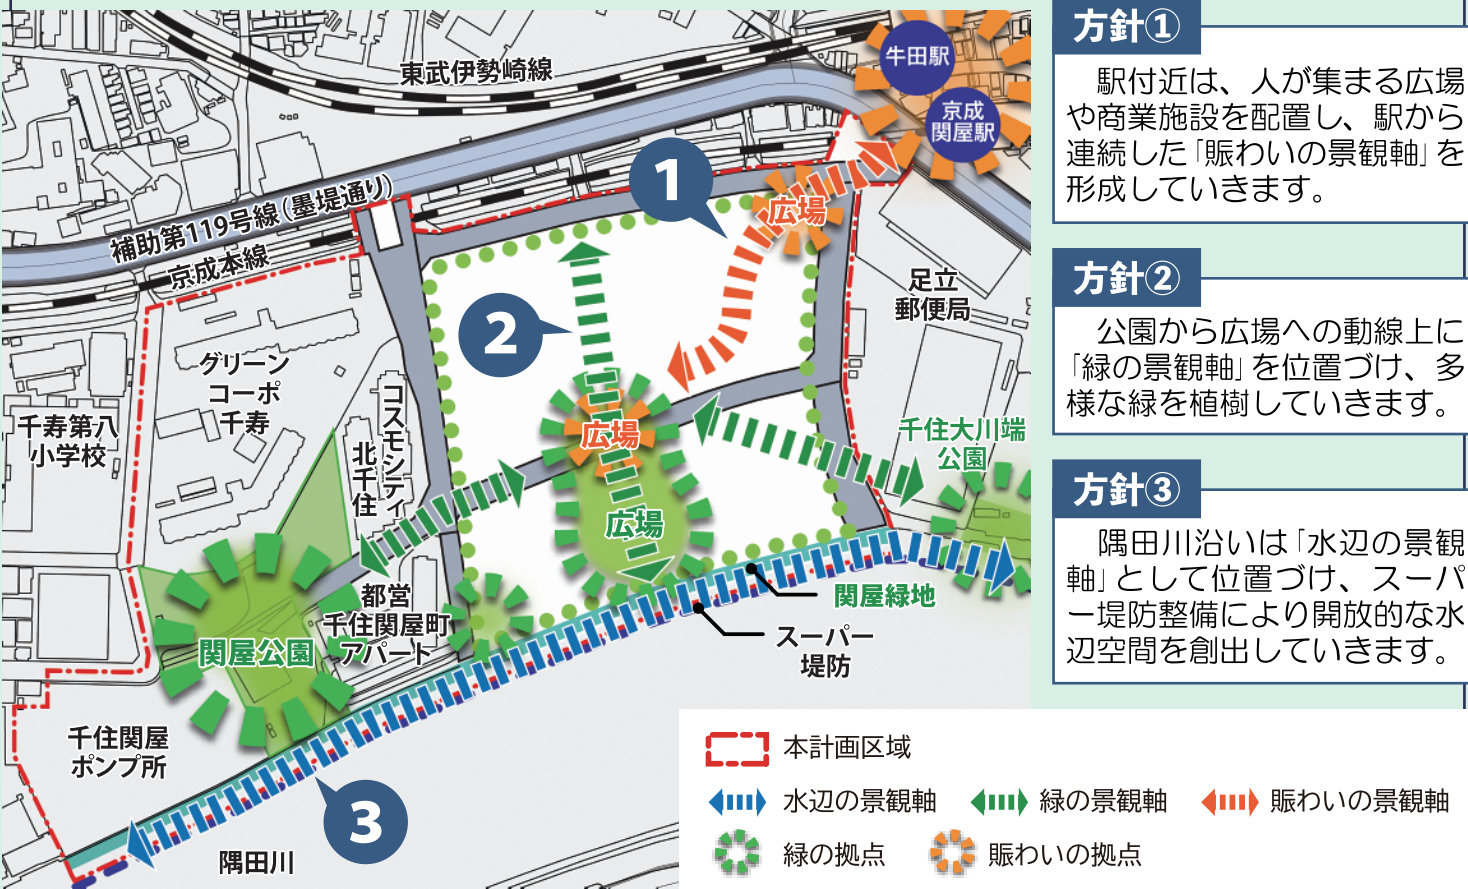 東武伊勢崎線
牛田駅
京成
関屋駅
1
広場
補助第119号線(墨堤通り)
京成本線
足立
郵便局
2
グリーン
コーポ
千寿
コスモシティ
北千住
千寿第八
小学校
広場
千住大川端
公園
広場
都営
千住関屋町
アパート
関屋緑地
関屋公園
スーパー
堤防
千住関屋
ポンプ所
3
隅田川
方針①
駅付近は、人が集まる広場
や商業施設を配置し、駅から
連続した「賑わいの景観軸」を
形成していきます。
方針②
公園から広場への動線上に
「緑の景観軸」を位置づけ、多
様な緑を植樹していきます。
方針③
隅田川沿いは「水辺の景観
軸」として位置づけ、スーパ
ー堤防整備により開放的な水
辺空間を創出していきます。
本計画区域
水辺の景観軸
緑の景観軸
賑わいの景観軸
緑の拠点
賑わいの拠点